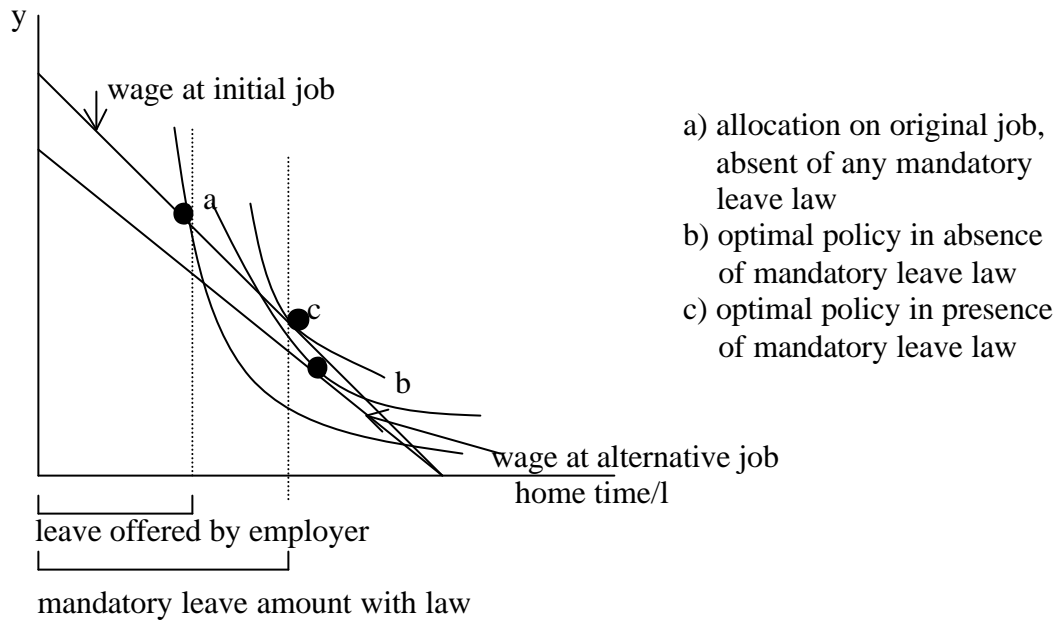 y
wage at initial job
a) allocation on original job,
absent of any mandatory
leave law
b) optimal policy in absence
of mandatory leave law
c) optimal policy in presence
of mandatory leave law
a
c
b
wage at alternative job
home time/l
leave offered by employer
mandatory leave amount with law